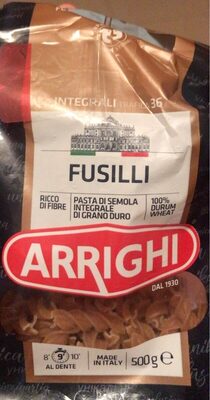 INTEGRALI TRAFILA 36
FUSILLI
RICCO
DI FIBRE
PASTA DI SEMOLA
INTEGRALE
DI GRANO DURO
100%
DURUM
WHEAT
ARRIGHI
DAL 1930
8' 9' 10'
AL DENTE
MADE
IN ITALY
500g e